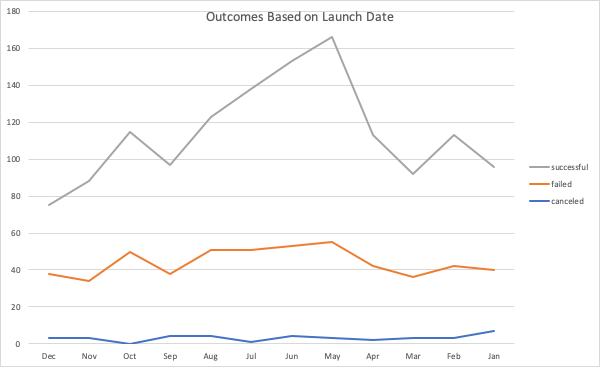 Outcomes Based on Launch Date
180
160
140
120
100
80
60
40
20
0
Dec Nov Oct Sep Aug Jul Jun May Apr Mar Feb Jan
successful
failed
canceled